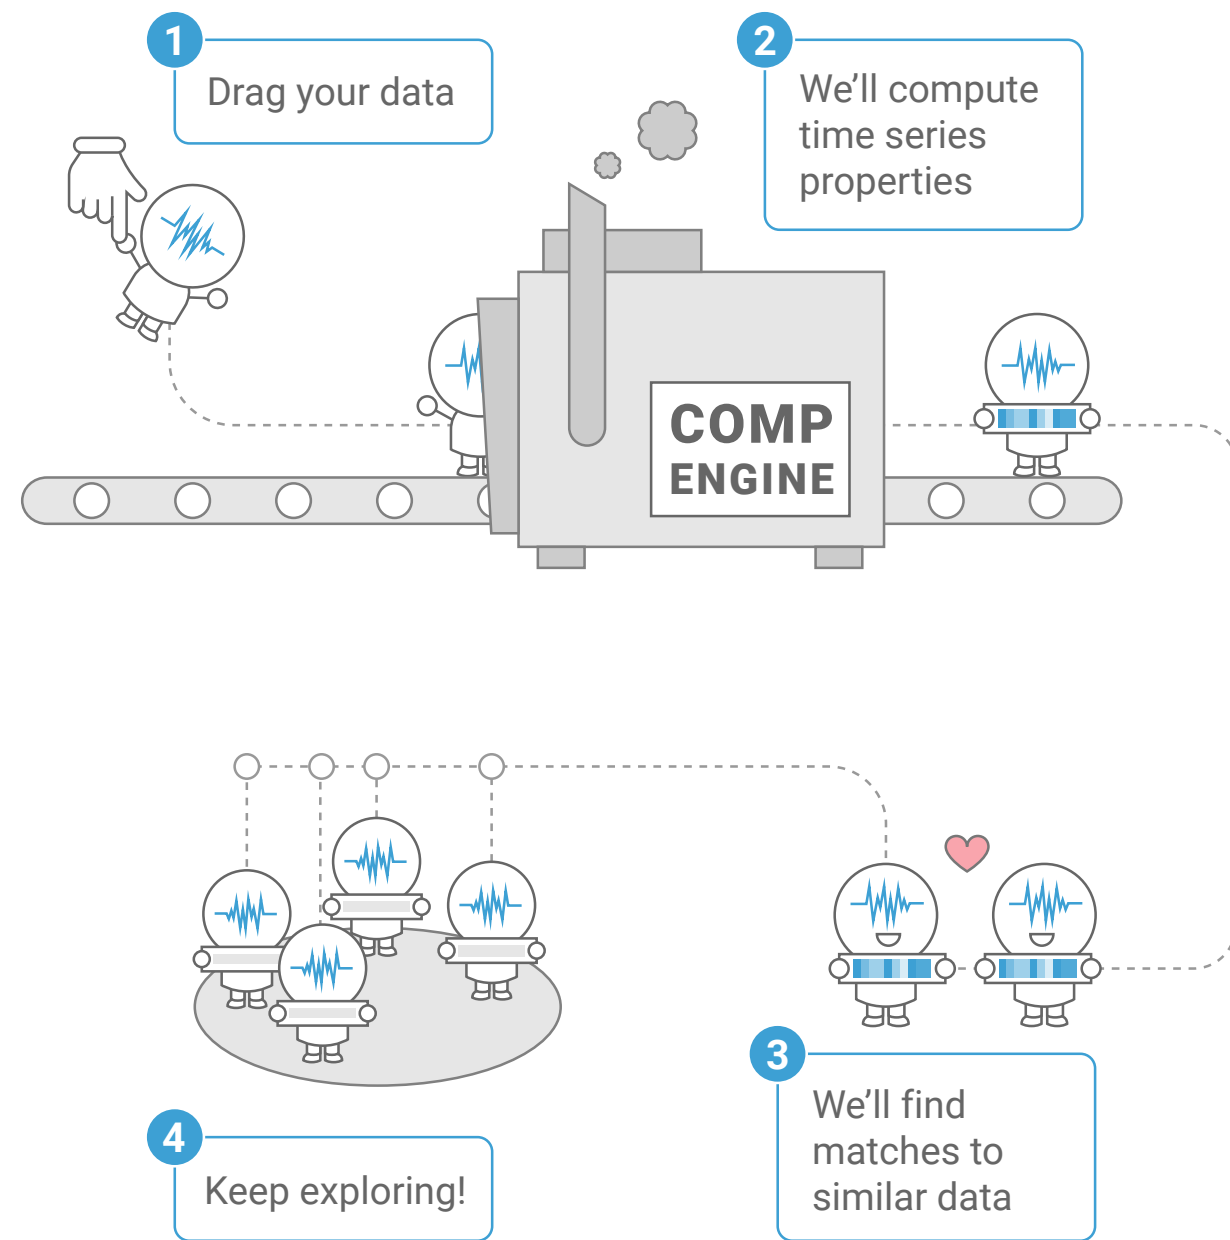 1
Drag your data
2
We’ll compute
time series
properties
COMP
ENGINE
3
We’ll find
matches to
similar data
4
Keep exploring!